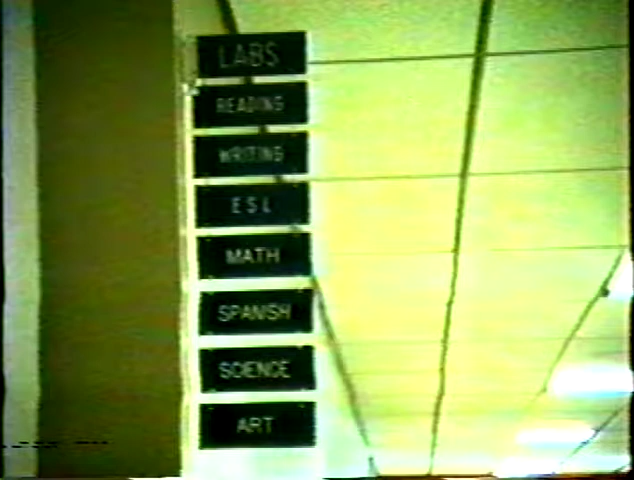 LABS
READING
WRITING
ESL
MATH
SPANISH
SCIENCE
ART